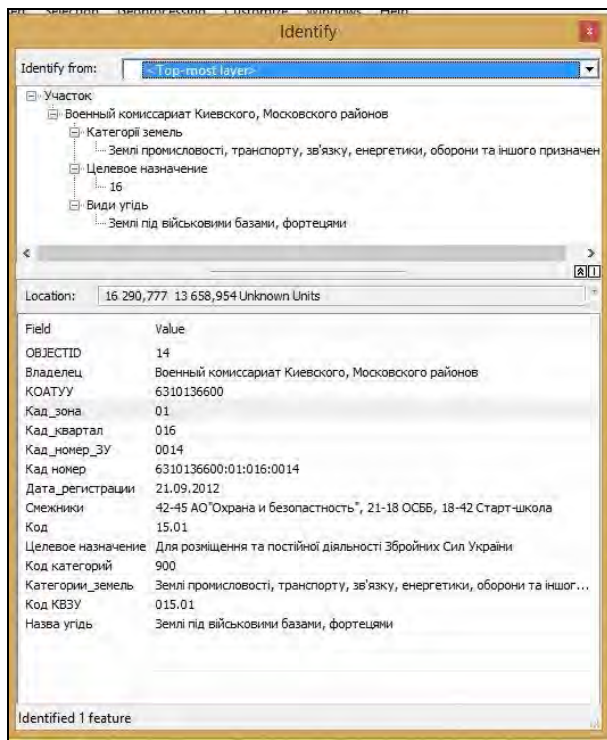 Selection Geoprocessing Customize Windows Help
Identify
Identify from: <Top-most layer>
Участок
Военный комиссариат Киевского, Московского районов
Категорії земель
Землі промисловості, транспорту, зв'язку, енергетики, оборони та іншого призначен
Целевое назначение
16
Види угідь
Землі під військовими базами, фортецями
Location: 16 290,777 13 658,954 Unknown Units
Field Value
OBJECTID 14
Владелец Военный комиссариат Киевского, Московского районов
КОАТУУ 6310136600
Кад_зона 01
Кад_квартал 016
Кад_номер_ЗУ 0014
Кад номер 6310136600:01:016:0014
Дата_регистрации 21.09.2012
Смежники 42-45 АО"Охрана и безопастность", 21-18 ОСББ, 18-42 Старт-школа
Код 15.01
Целевое назначение Для розміщення та постійної діяльності Збройних Сил України
Код категорий 900
Категории_земель Землі промисловості, транспорту, зв'язку, енергетики, оборони та іншог...
Код КВЗУ 015.01
Назва угідь Землі під військовими базами, фортецями
Identified 1 feature